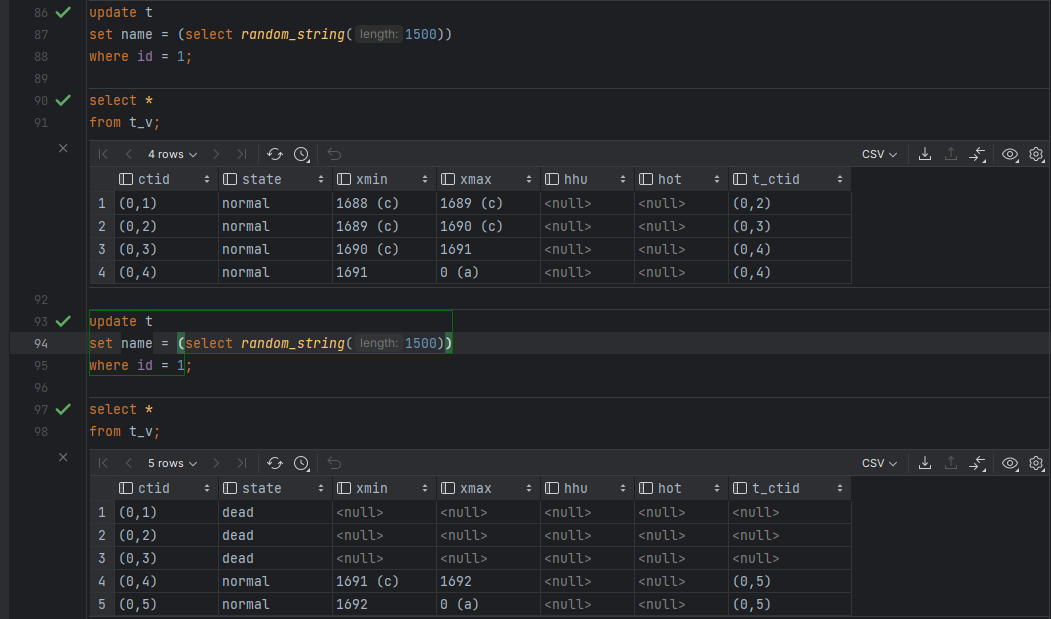 86 update t
87 set name = (select random_string( length: 1500))
88 where id = 1;
89
90 select *
91 from t_v;
4 rows CSV
ctid state xmin xmax hhu hot t_ctid
1 (0,1) normal 1688 (c) 1689 (c) <null> <null> (0,2)
2 (0,2) normal 1689 (c) 1690 (c) <null> <null> (0,3)
3 (0,3) normal 1690 (c) 1691 <null> <null> (0,4)
4 (0,4) normal 1691 0 (a) <null> <null> (0,4)
92
93 update t
94 set name = (select random_string( length: 1500))
95 where id = 1;
96
97 select *
98 from t_v;
5 rows CSV
ctid state xmin xmax hhu hot t_ctid
1 (0,1) dead <null> <null> <null> <null> <null>
2 (0,2) dead <null> <null> <null> <null> <null>
3 (0,3) dead <null> <null> <null> <null> <null>
4 (0,4) normal 1691 (c) 1692 <null> <null> (0,5)
5 (0,5) normal 1692 0 (a) <null> <null> (0,5)